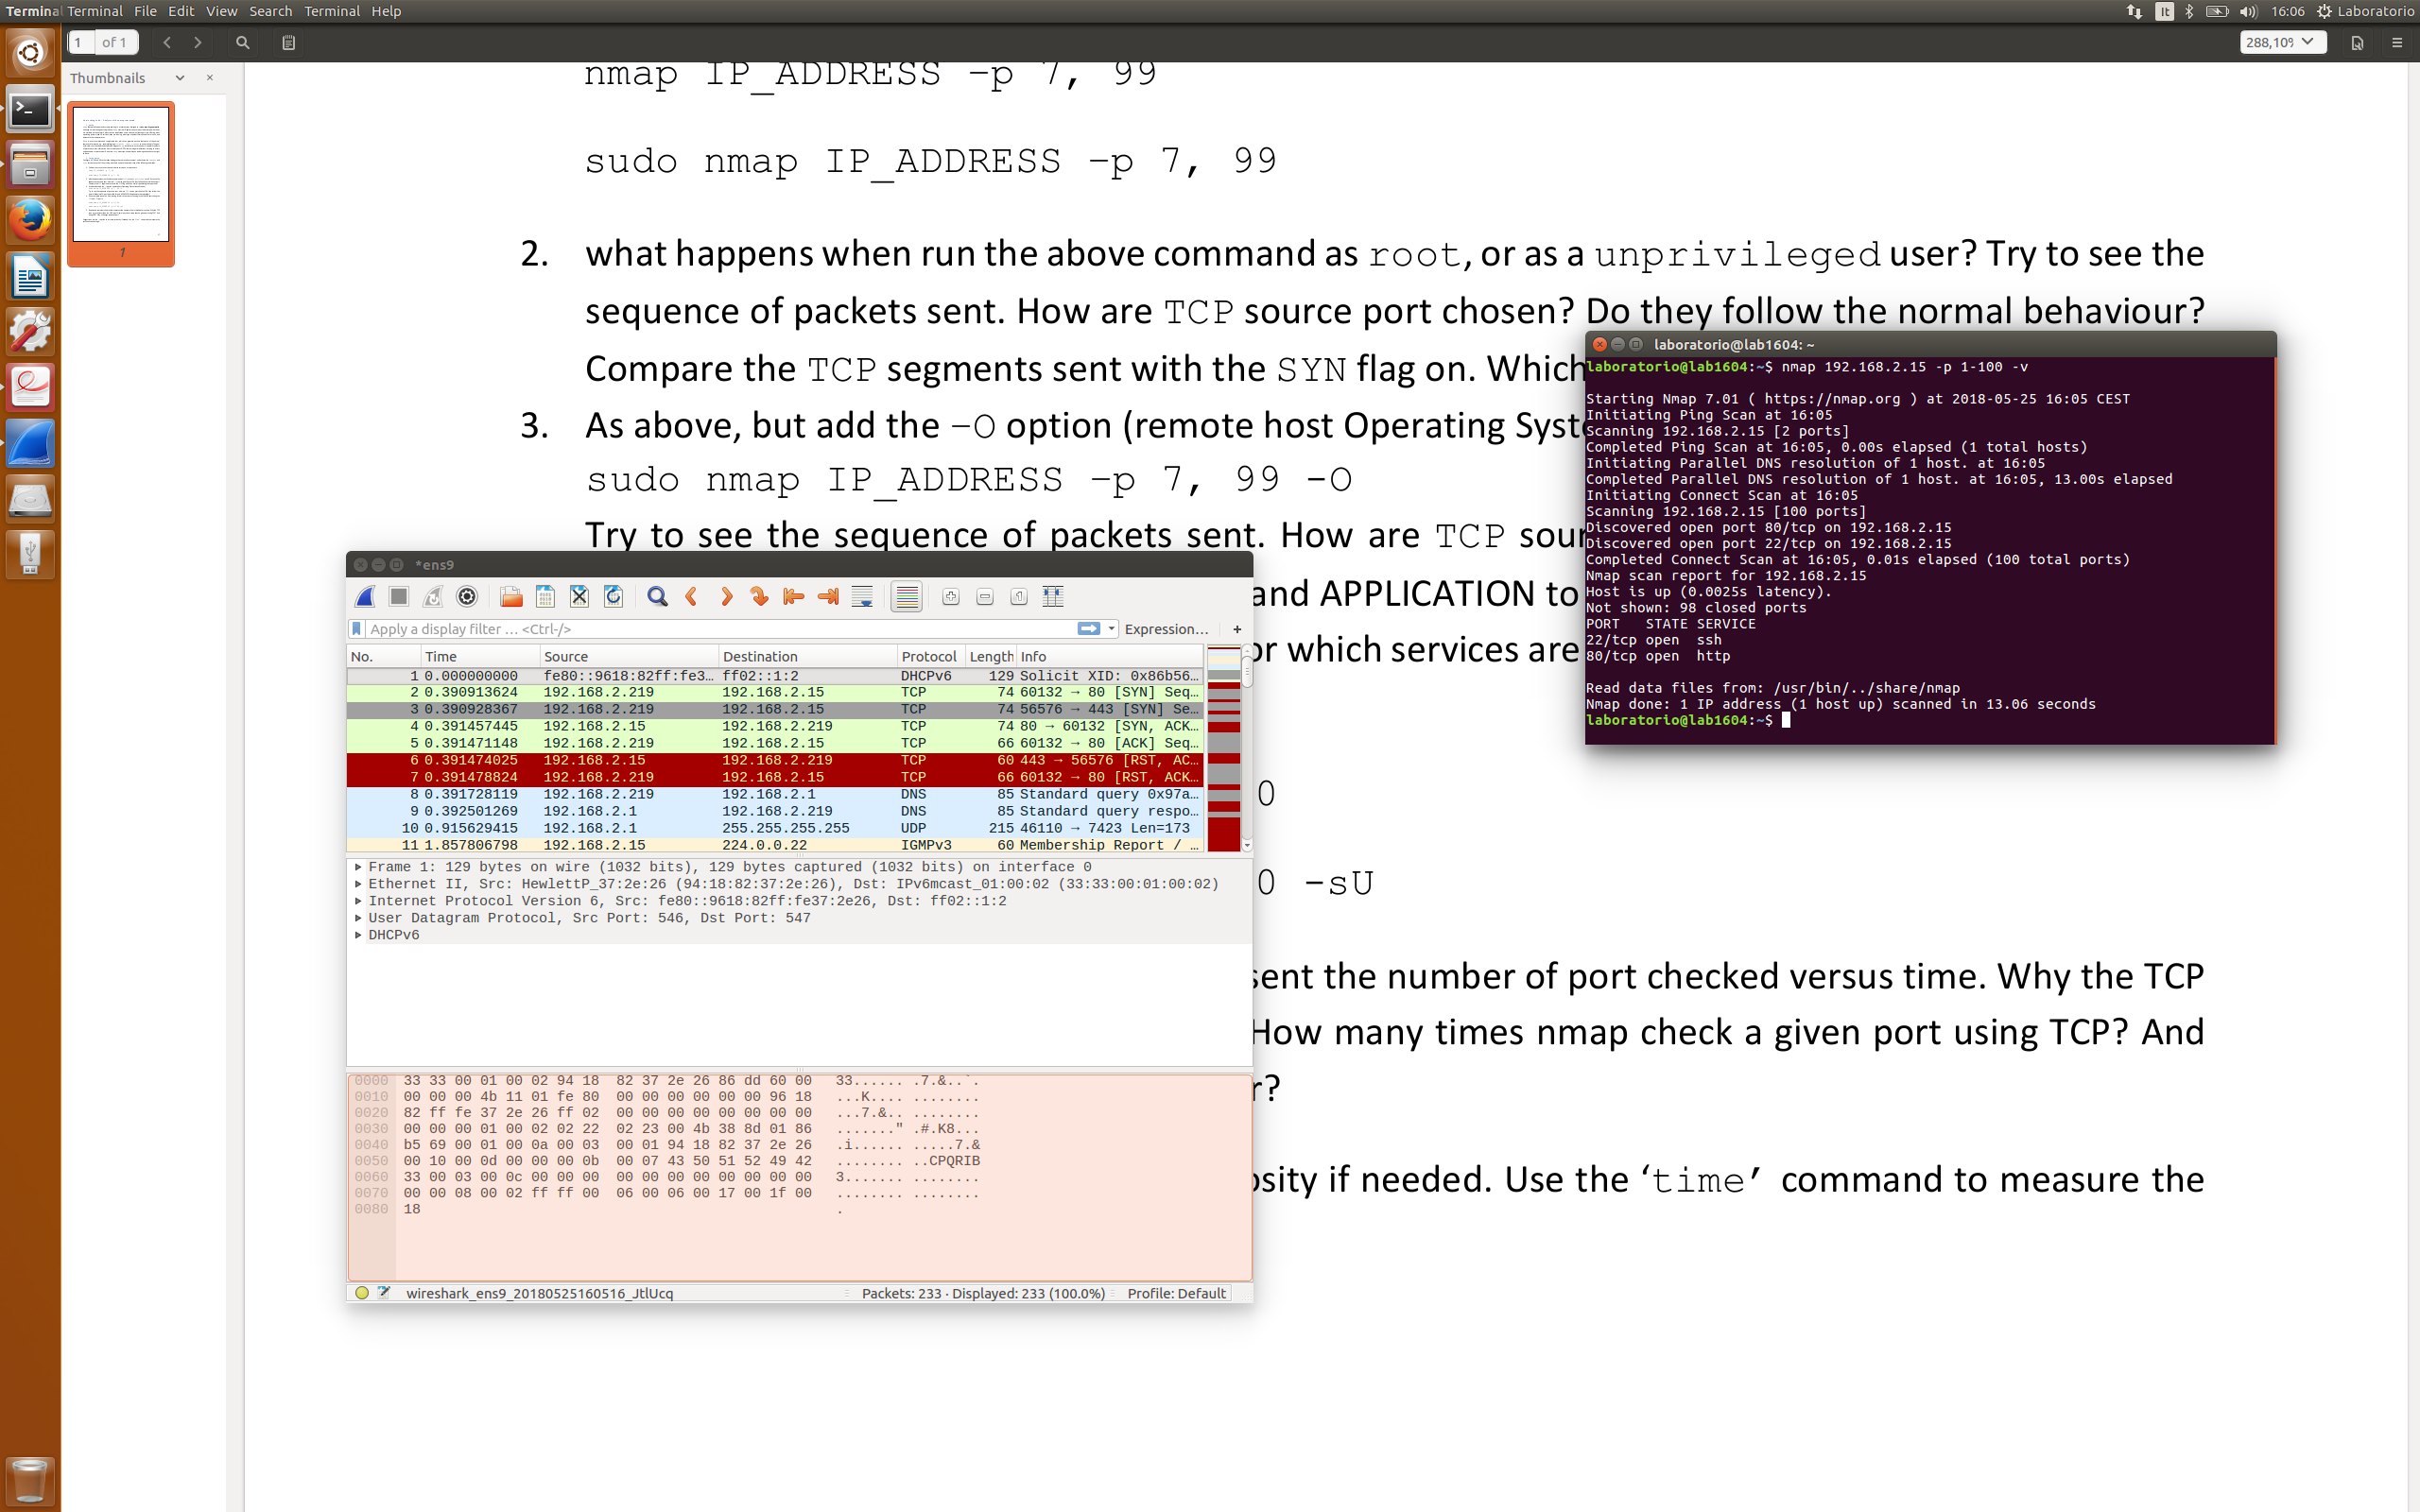 Terminal Terminal File Edit View Search Terminal Help
It 16:06 Laboratorio
1 of 1
288,10%
Thumbnails
1
nmap IP_ADDRESS –p 7, 99
sudo nmap IP_ADDRESS –p 7, 99
2. what happens when run the above command as root, or as a unprivileged user? Try to see the
sequence of packets sent. How are TCP source port chosen? Do they follow the normal behaviour?
Compare the TCP segments sent with the SYN flag on. Which
3. As above, but add the –O option (remote host Operating Syst
sudo nmap IP_ADDRESS –p 7, 99 -O
Try to see the sequence of packets sent. How are TCP sour
and APPLICATION to
or which services are
0
0 -sU
sent the number of port checked versus time. Why the TCP
How many times nmap check a given port using TCP? And
r?
osity if needed. Use the ‘time’ command to measure the
laboratorio@lab1604: ~
laboratorio@lab1604:~$ nmap 192.168.2.15 -p 1-100 -v
Starting Nmap 7.01 ( https://nmap.org ) at 2018-05-25 16:05 CEST
Initiating Ping Scan at 16:05
Scanning 192.168.2.15 [2 ports]
Completed Ping Scan at 16:05, 0.00s elapsed (1 total hosts)
Initiating Parallel DNS resolution of 1 host. at 16:05
Completed Parallel DNS resolution of 1 host. at 16:05, 13.00s elapsed
Initiating Connect Scan at 16:05
Scanning 192.168.2.15 [100 ports]
Discovered open port 80/tcp on 192.168.2.15
Discovered open port 22/tcp on 192.168.2.15
Completed Connect Scan at 16:05, 0.01s elapsed (100 total ports)
Nmap scan report for 192.168.2.15
Host is up (0.0025s latency).
Not shown: 98 closed ports
PORT STATE SERVICE
22/tcp open ssh
80/tcp open http
Read data files from: /usr/bin/../share/nmap
Nmap done: 1 IP address (1 host up) scanned in 13.06 seconds
laboratorio@lab1604:~$
*ens9
Apply a display filter … <Ctrl-/> Expression… +
No. Time Source Destination Protocol Length Info
1 0.000000000 fe80::9618:82ff:fe3… ff02::1:2 DHCPv6 129 Solicit XID: 0x86b56…
2 0.390913624 192.168.2.219 192.168.2.15 TCP 74 60132 → 80 [SYN] Seq…
3 0.390928367 192.168.2.219 192.168.2.15 TCP 74 56576 → 443 [SYN] Se…
4 0.391457445 192.168.2.15 192.168.2.219 TCP 74 80 → 60132 [SYN, ACK…
5 0.391471148 192.168.2.219 192.168.2.15 TCP 66 60132 → 80 [ACK] Seq…
6 0.391474025 192.168.2.15 192.168.2.219 TCP 60 443 → 56576 [RST, AC…
7 0.391478824 192.168.2.219 192.168.2.15 TCP 66 60132 → 80 [RST, ACK…
8 0.391728119 192.168.2.219 192.168.2.1 DNS 85 Standard query 0x97a…
9 0.392501269 192.168.2.1 192.168.2.219 DNS 85 Standard query respo…
10 0.915629415 192.168.2.1 255.255.255.255 UDP 215 46110 → 7423 Len=173
11 1.857806798 192.168.2.15 224.0.0.22 IGMPv3 60 Membership Report / …
Frame 1: 129 bytes on wire (1032 bits), 129 bytes captured (1032 bits) on interface 0
Ethernet II, Src: HewlettP_37:2e:26 (94:18:82:37:2e:26), Dst: IPv6mcast_01:00:02 (33:33:00:01:00:02)
Internet Protocol Version 6, Src: fe80::9618:82ff:fe37:2e26, Dst: ff02::1:2
User Datagram Protocol, Src Port: 546, Dst Port: 547
DHCPv6
0000 33 33 00 01 00 02 94 18 82 37 2e 26 86 dd 60 00 33...... .7.&..`.
0010 00 00 00 4b 11 01 fe 80 00 00 00 00 00 00 96 18 ...K.... ........
0020 82 ff fe 37 2e 26 ff 02 00 00 00 00 00 00 00 00 ...7.&.. ........
0030 00 00 00 01 00 02 02 22 02 23 00 4b 38 8d 01 86 ......." .#.K8...
0040 b5 69 00 01 00 0a 00 03 00 01 94 18 82 37 2e 26 .i...... .....7.&
0050 00 10 00 0d 00 00 00 0b 00 07 43 50 51 52 49 42 ........ ..CPQRIB
0060 33 00 03 00 0c 00 00 00 00 00 00 00 00 00 00 00 3....... ........
0070 00 00 08 00 02 ff ff 00 06 00 06 00 17 00 1f 00 ........ ........
0080 18 .
wireshark_ens9_20180525160516_JtlUcq Packets: 233 · Displayed: 233 (100.0%) Profile: Default